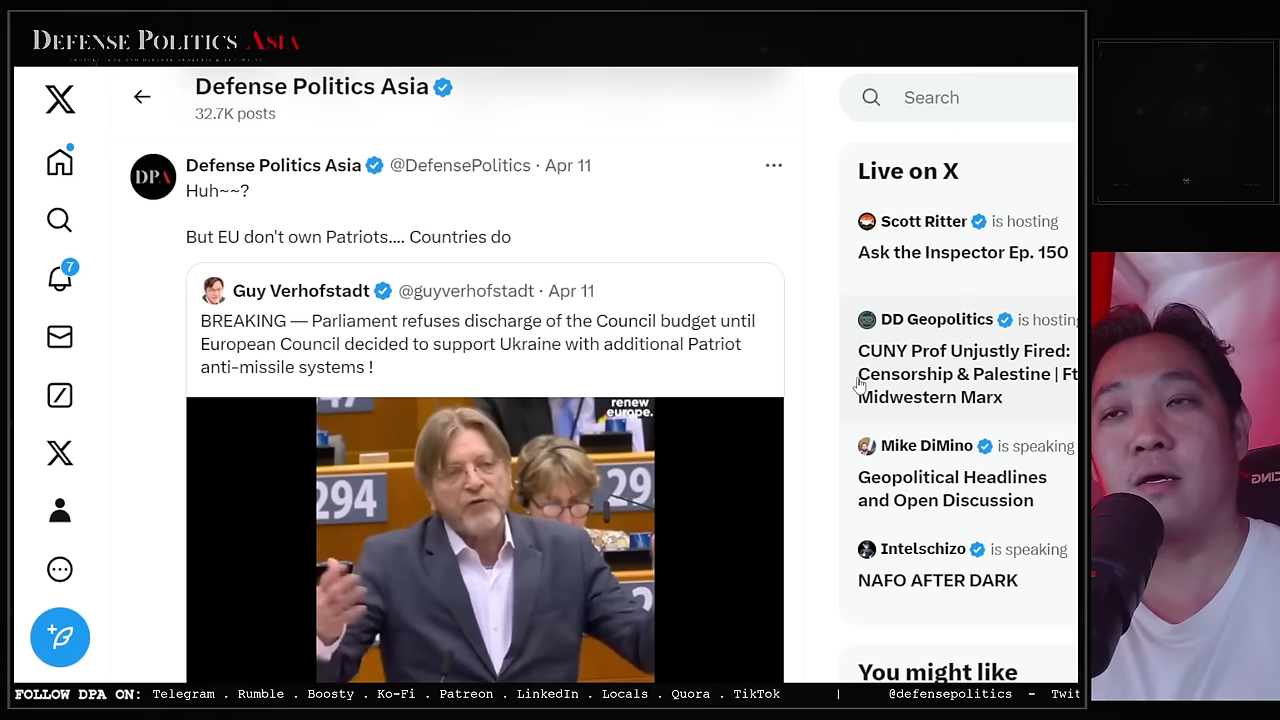 DEFENSE POLITICS ASIA
Defense Politics Asia
32.7K posts
DPA
Defense Politics Asia @DefensePolitics · Apr 11
Huh~~?
But EU don't own Patriots.... Countries do
Guy Verhofstadt @guyverhofstadt · Apr 11
BREAKING — Parliament refuses discharge of the Council budget until
European Council decided to support Ukraine with additional Patriot
anti-missile systems !
renew
europe.
47
294
29
2
7
Search
Live on X
Scott Ritter is hosting
Ask the Inspector Ep. 150
DD Geopolitics is hosting
CUNY Prof Unjustly Fired:
Censorship & Palestine | Ft
Midwestern Marx
Mike DiMino is speaking
Geopolitical Headlines
and Open Discussion
Intelschizo is speaking
NAFO AFTER DARK
You might like
FOLLOW DPA ON: Telegram . Rumble . Boosty . Ko-Fi . Patreon . LinkedIn . Locals . Quora . TikTok | @defensepolitics - Twit